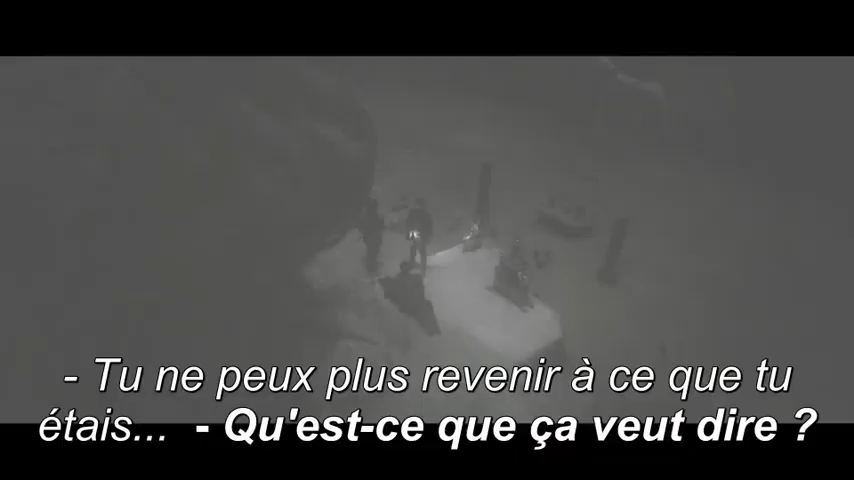 - Tu ne peux plus revenir à ce que tu
étais... - Qu'est-ce que ça veut dire ?